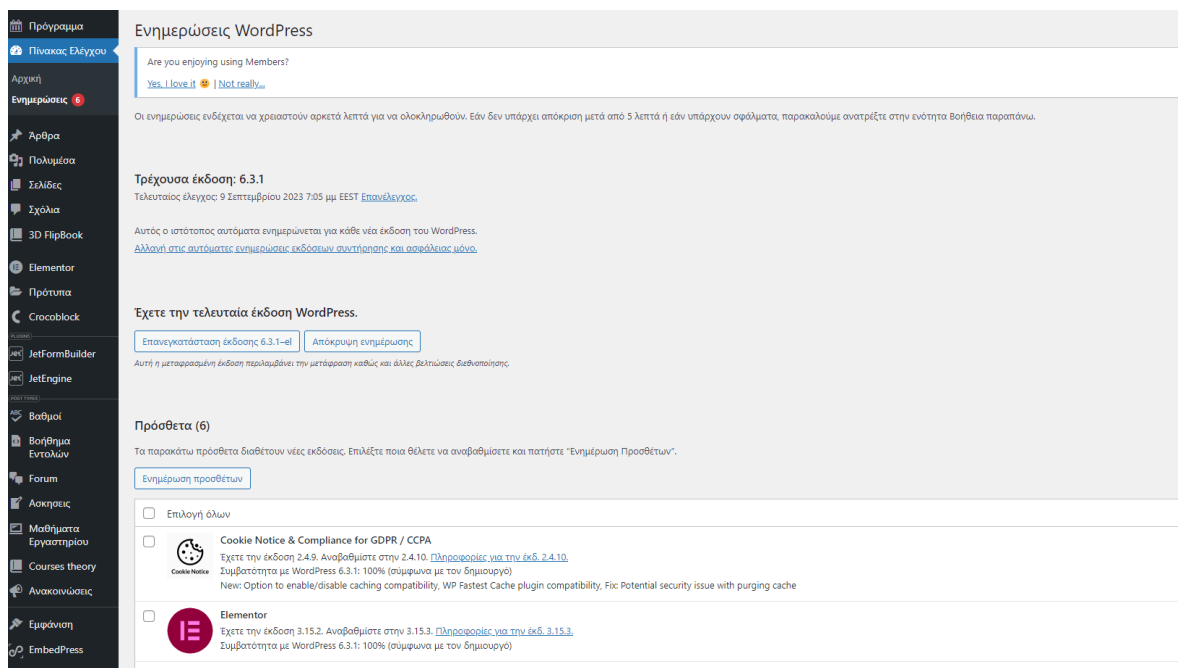 Πρόγραμμα
Πίνακας Ελέγχου
Αρχική
Ενημερώσεις 6
Άρθρα
Πολυμέσα
Σελίδες
Σχόλια
3D FlipBook
Elementor
Πρότυπα
Crocoblock
PLUGINS
JetFormBuilder
JetEngine
POST TYPES
Βαθμοί
Βοήθημα
Εντολών
Forum
Ασκησεις
Μαθήματα
Εργαστηρίου
Courses theory
Ανακοινώσεις
Εμφάνιση
EmbedPress
Ενημερώσεις WordPress
Are you enjoying using Members?
Yes, I love it 🙂 | Not really...
Οι ενημερώσεις ενδέχεται να χρειαστούν αρκετά λεπτά για να ολοκληρωθούν. Εάν δεν υπάρχει απόκριση μετά από 5 λεπτά ή εάν υπάρχουν σφάλματα, παρακαλούμε ανατρέξτε στην ενότητα Βοήθεια παραπάνω.
Τρέχουσα έκδοση: 6.3.1
Τελευταίος έλεγχος: 9 Σεπτεμβρίου 2023 7:05 μμ EEST Επανέλεγχος.
Αυτός ο ιστότοπος αυτόματα ενημερώνεται για κάθε νέα έκδοση του WordPress.
Αλλαγή στις αυτόματες ενημερώσεις εκδόσεων συντήρησης και ασφάλειας μόνο.
Έχετε την τελευταία έκδοση WordPress.
Επανεγκατάσταση έκδοσης 6.3.1–el Απόκρυψη ενημέρωσης
Αυτή η μεταφρασμένη έκδοση περιλαμβάνει την μετάφραση καθώς και άλλες βελτιώσεις διεθνοποίησης.
Πρόσθετα (6)
Τα παρακάτω πρόσθετα διαθέτουν νέες εκδόσεις. Επιλέξτε ποια θέλετε να αναβαθμίσετε και πατήστε "Ενημέρωση Προσθέτων".
Ενημέρωση προσθέτων
Επιλογή όλων
Cookie Notice
Cookie Notice & Compliance for GDPR / CCPA
Έχετε την έκδοση 2.4.9. Αναβαθμίστε στην 2.4.10. Πληροφορίες για την έκδ. 2.4.10.
Συμβατότητα με WordPress 6.3.1: 100% (σύμφωνα με τον δημιουργό)
New: Option to enable/disable caching compatibility, WP Fastest Cache plugin compatibility, Fix: Potential security issue with purging cache
Elementor
Έχετε την έκδοση 3.15.2. Αναβαθμίστε στην 3.15.3. Πληροφορίες για την έκδ. 3.15.3.
Συμβατότητα με WordPress 6.3.1: 100% (σύμφωνα με τον δημιουργό)